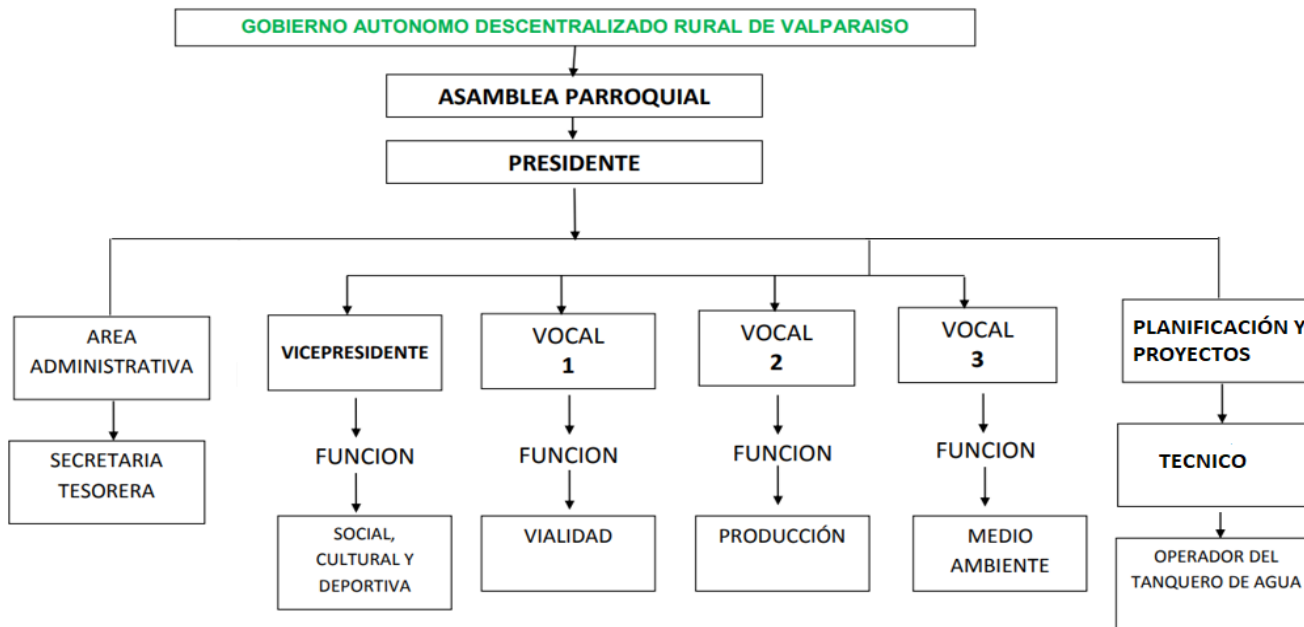 GOBIERNO AUTONOMO DESCENTRALIZADO RURAL DE VALPARAISO
ASAMBLEA PARROQUIAL
PRESIDENTE
AREA
ADMINISTRATIVA
SECRETARIA
TESORERA
VICEPRESIDENTE
FUNCION
SOCIAL,
CULTURAL Y
DEPORTIVA
VOCAL
1
FUNCION
VIALIDAD
VOCAL
2
FUNCION
PRODUCCIÓN
VOCAL
3
FUNCION
MEDIO
AMBIENTE
PLANIFICACIÓN Y
PROYECTOS
TECNICO
OPERADOR DEL
TANQUERO DE AGUA